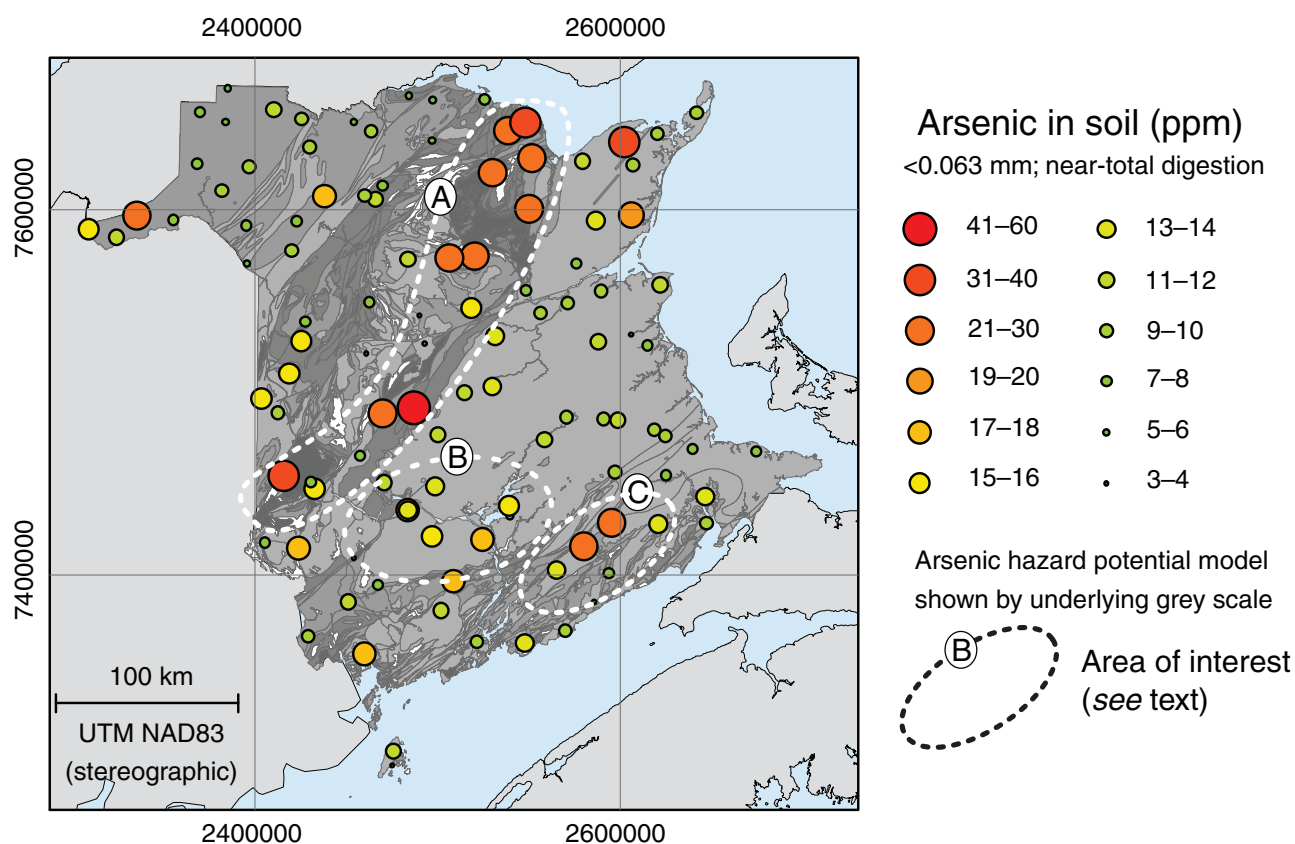 2400000 2600000
7600000
7400000
A
B
C
100 km
UTM NAD83
(stereographic)
2400000 2600000
Arsenic in soil (ppm)
<0.063 mm; near-total digestion
41–60 13–14
31–40 11–12
21–30 9–10
19–20 7–8
17–18 5–6
15–16 3–4
Arsenic hazard potential model
shown by underlying grey scale
B
Area of interest
(see text)